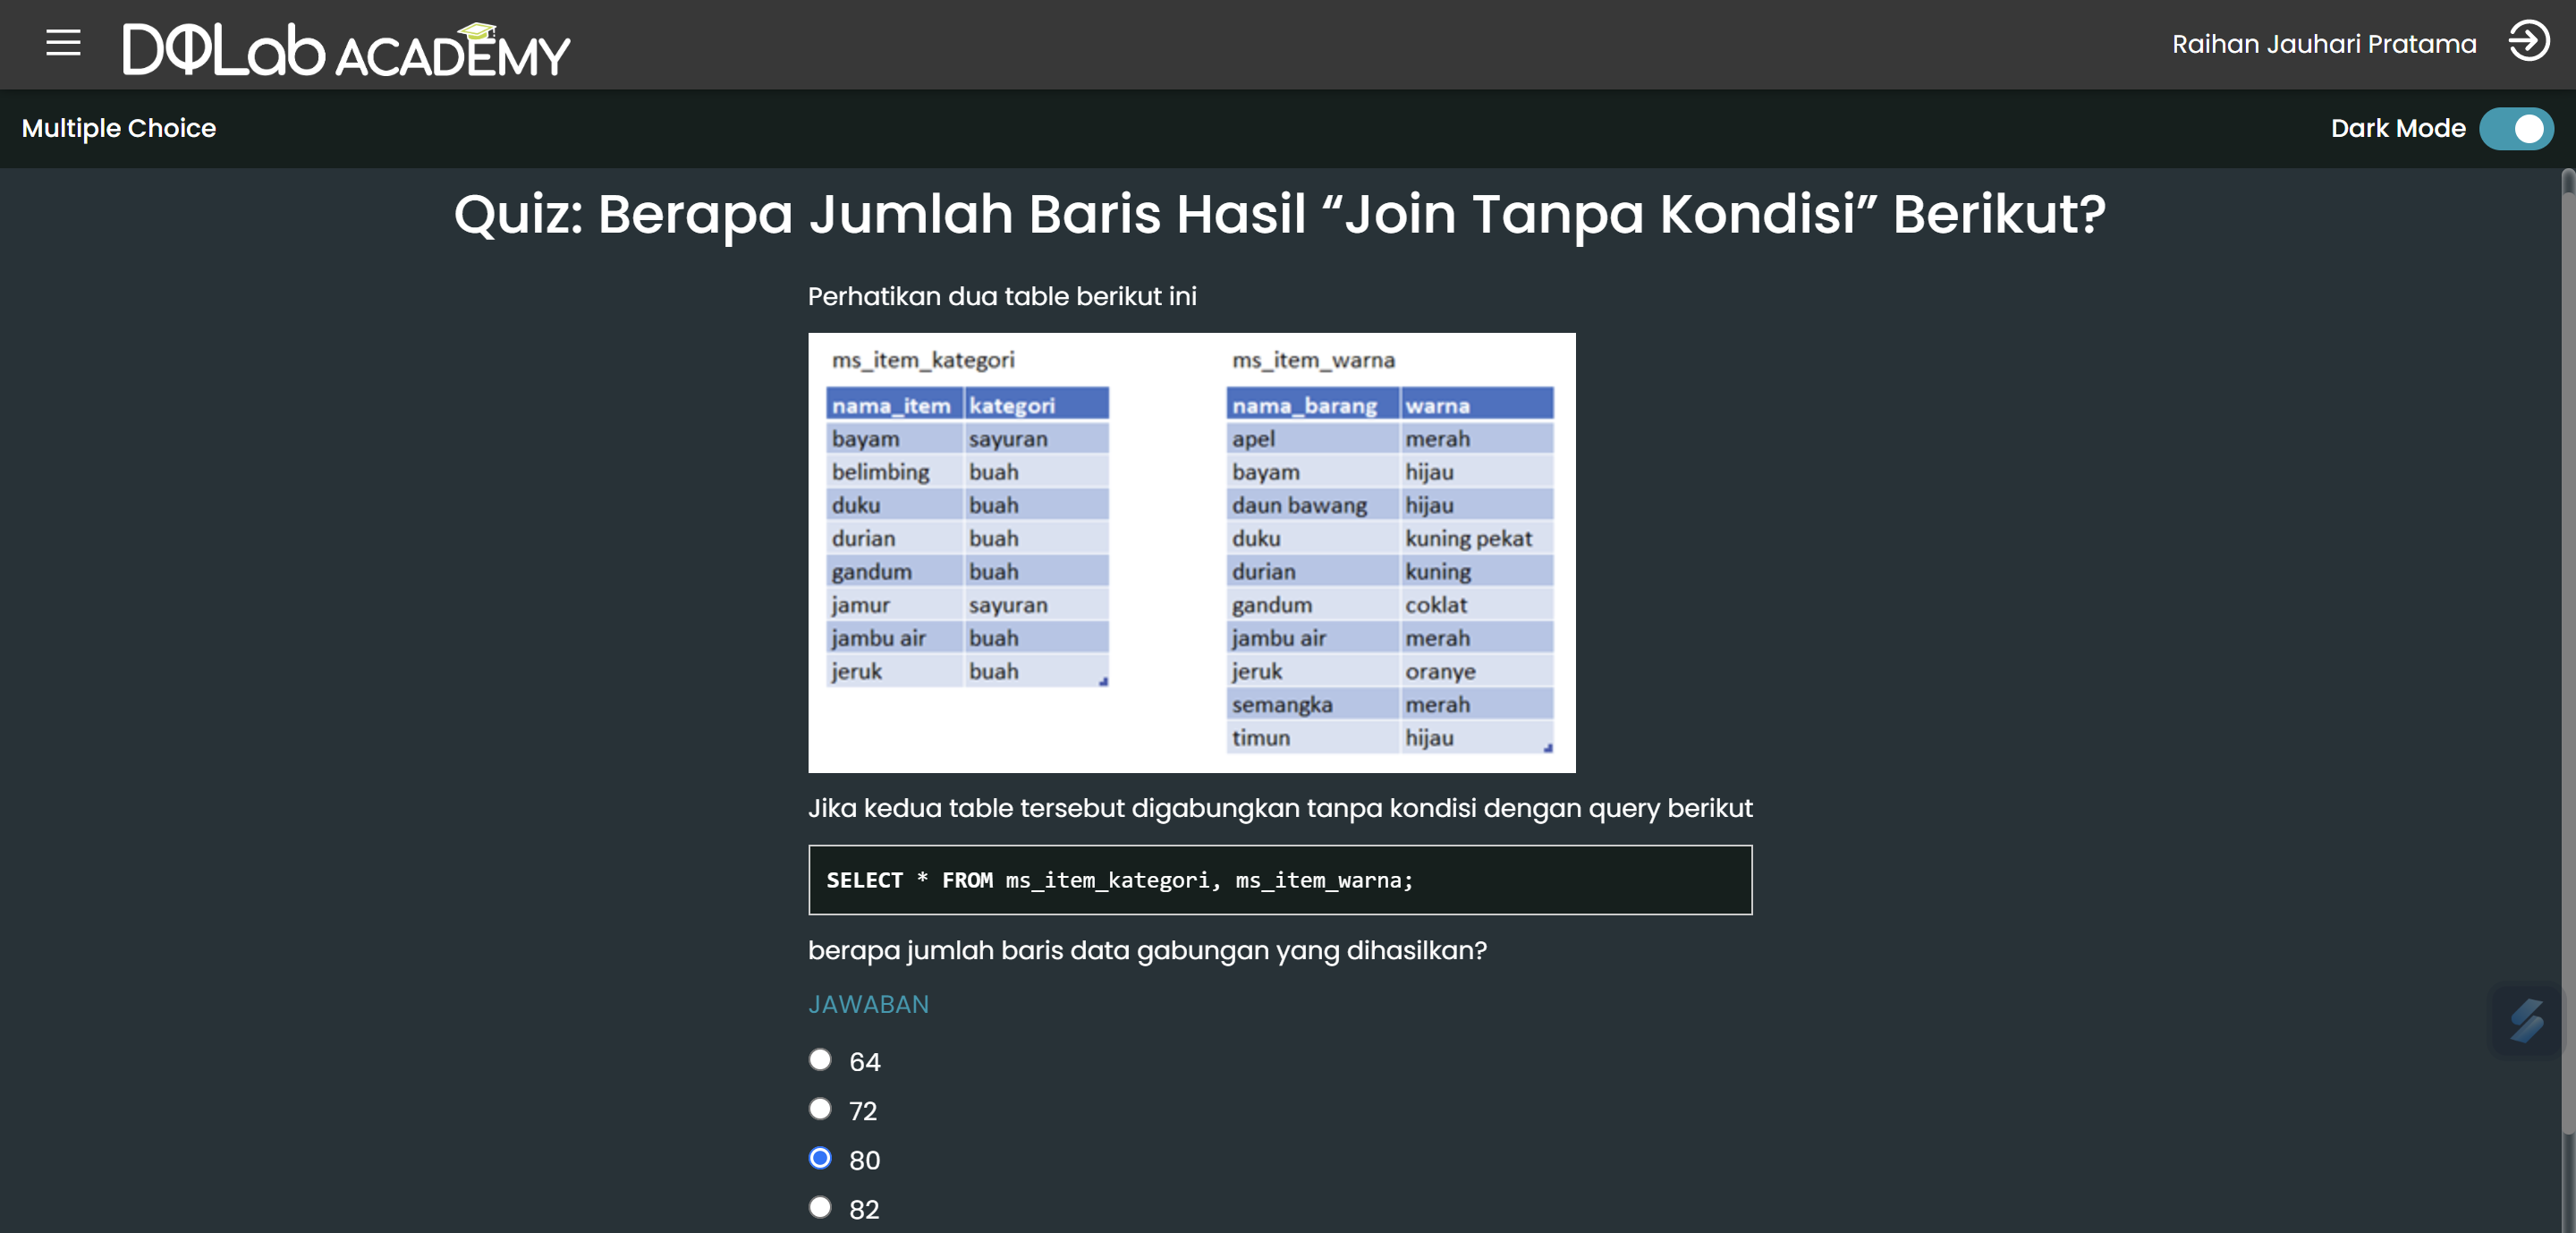 DQLab ACADEMY
Raihan Jauhari Pratama
Multiple Choice
Dark Mode
Quiz: Berapa Jumlah Baris Hasil “Join Tanpa Kondisi” Berikut?
Perhatikan dua table berikut ini
ms_item_kategori
nama_item kategori
bayam sayuran
belimbing buah
duku buah
durian buah
gandum buah
jamur sayuran
jambu air buah
jeruk buah
ms_item_warna
nama_barang warna
apel merah
bayam hijau
daun bawang hijau
duku kuning pekat
durian kuning
gandum coklat
jambu air merah
jeruk oranye
semangka merah
timun hijau
Jika kedua table tersebut digabungkan tanpa kondisi dengan query berikut
SELECT * FROM ms_item_kategori, ms_item_warna;
berapa jumlah baris data gabungan yang dihasilkan?
JAWABAN
64
72
80
82